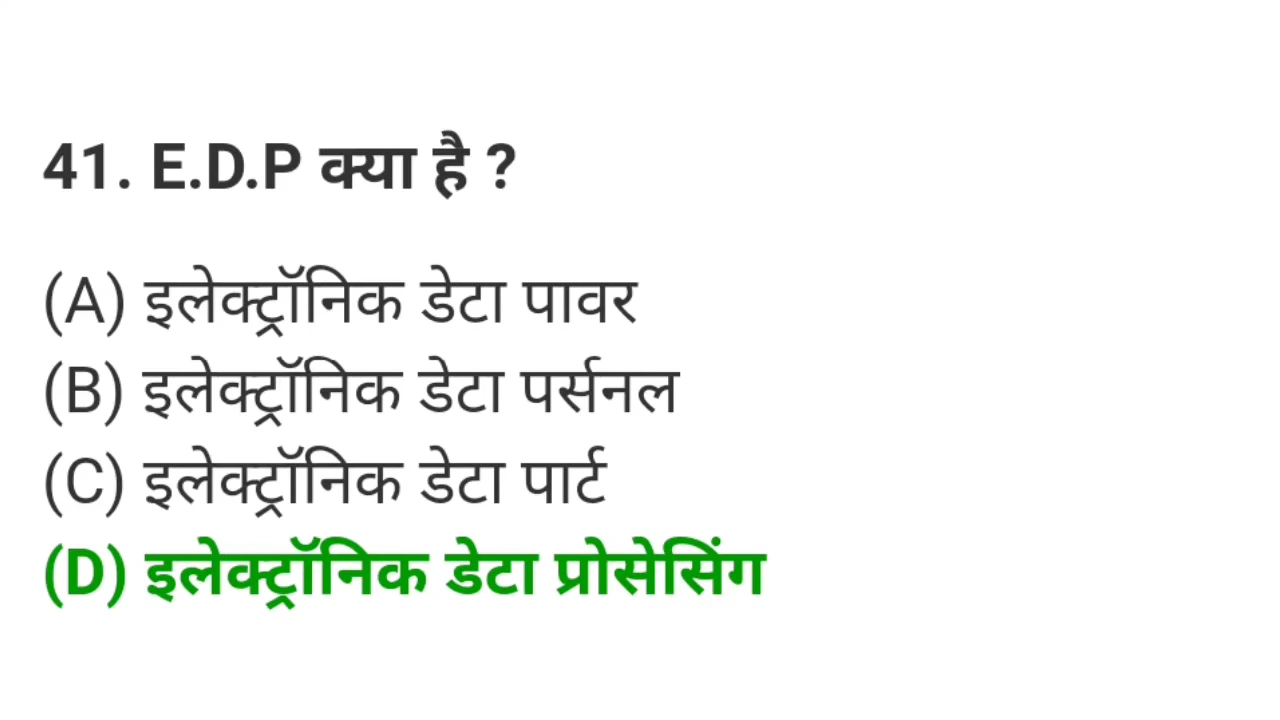 41. E.D.P क्या है ?
(A) इलेक्ट्रॉनिक डेटा पावर
(B) इलेक्ट्रॉनिक डेटा पर्सनल
(C) इलेक्ट्रॉनिक डेटा पार्ट
(D) इलेक्ट्रॉनिक डेटा प्रोसेसिंग